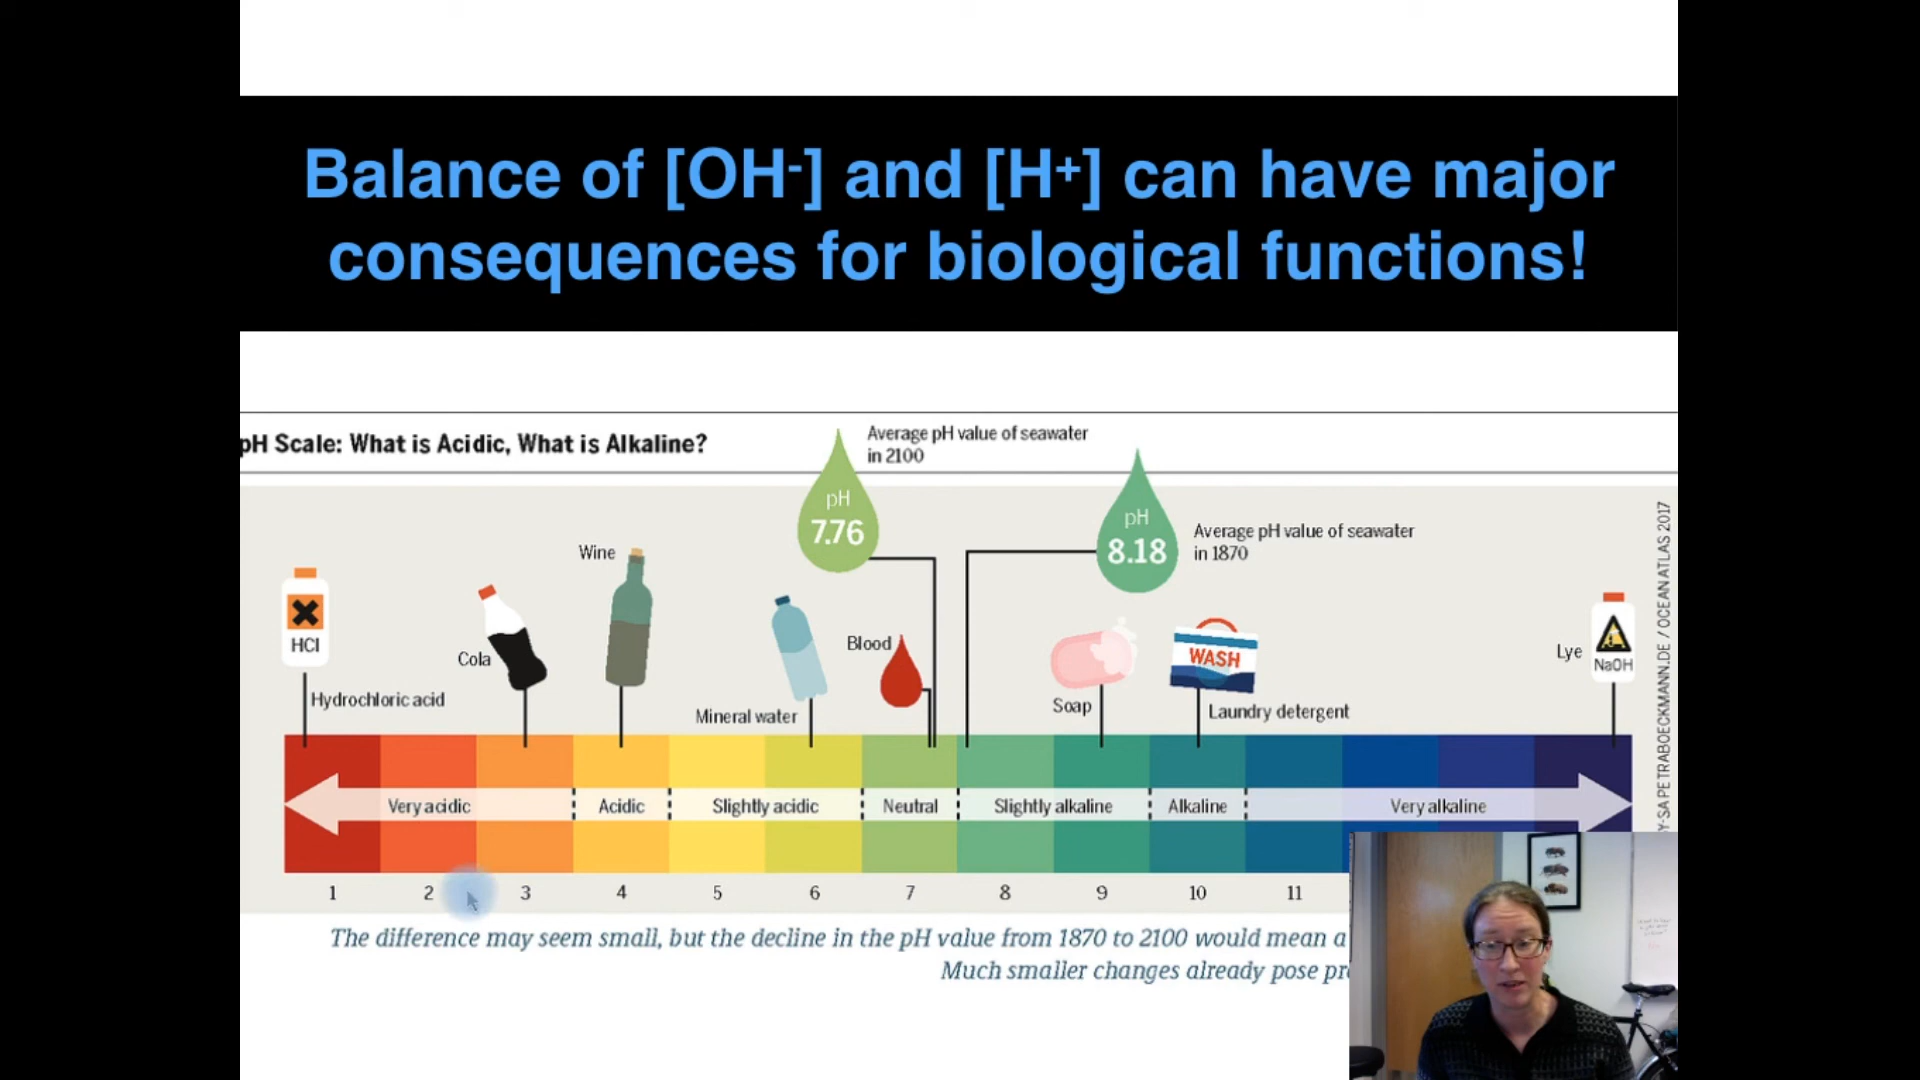 Balance of [OH-] and [H+] can have major
consequences for biological functions!
pH Scale: What is Acidic, What is Alkaline?
Average pH value of seawater
in 2100
pH
7.76
pH
8.18
Average pH value of seawater
in 1870
Wine
HCl
Cola
Blood
WASH
Lye
NaOH
Hydrochloric acid
Mineral water
Soap
Laundry detergent
Very acidic
Acidic
Slightly acidic
Neutral
Slightly alkaline
Alkaline
Very alkaline
1 2 3 4 5 6 7 8 9 10 11
The difference may seem small, but the decline in the pH value from 1870 to 2100 would mean a
Much smaller changes already pose
Y-SA PETRABOECKMANN.DE / OCEAN ATLAS 2017